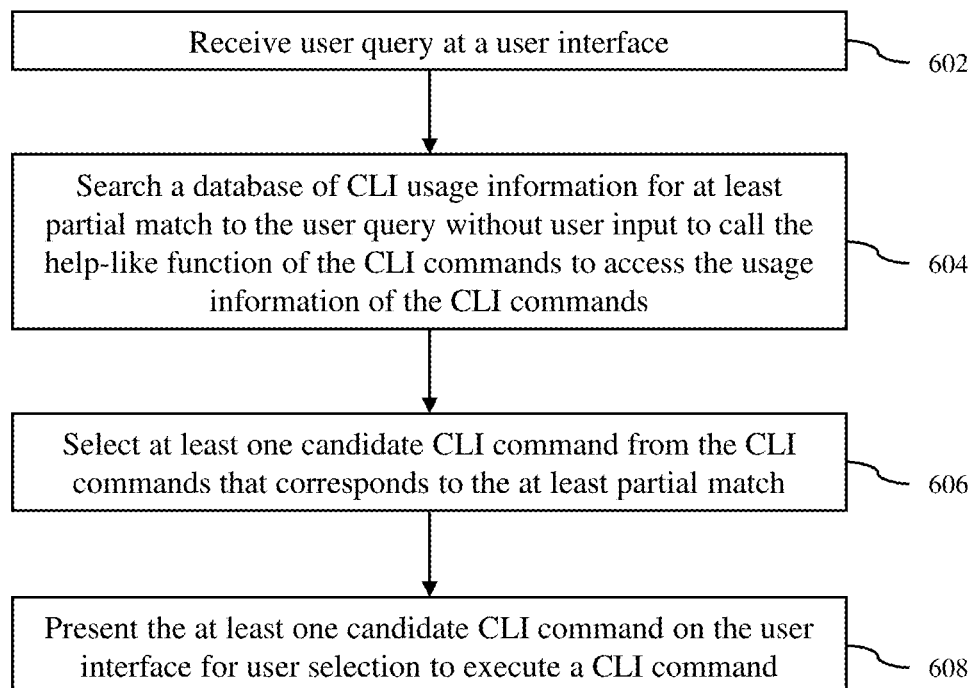 Receive user query at a user interface
602
Search a database of CLI usage information for at least
partial match to the user query without user input to call the
help-like function of the CLI commands to access the usage
information of the CLI commands
604
Select at least one candidate CLI command from the CLI
commands that corresponds to the at least partial match
606
Present the at least one candidate CLI command on the user
interface for user selection to execute a CLI command
608